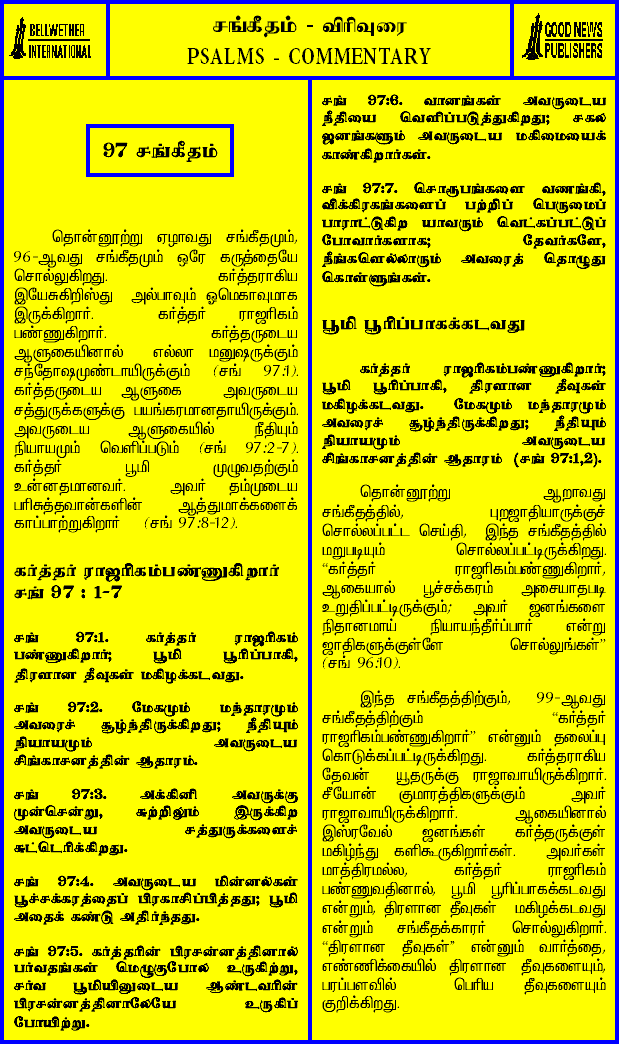 BELLWETHER
INTERNATIONAL
சங்கீதம் - விரிவுரை
PSALMS - COMMENTARY
GOOD NEWS
PUBLISHERS
97 சங்கீதம்
தொன்னூற்று ஏழாவது சங்கீதமும்,
96-ஆவது சங்கீதமும் ஒரே கருத்தையே
சொல்லுகிறது. கர்த்தராகிய
இயேசுகிறிஸ்து அல்பாவும் ஓமெகாவுமாக
இருக்கிறார். கர்த்தர் ராஜரிகம்
பண்ணுகிறார். கர்த்தருடைய
ஆளுகையினால் எல்லா மனுஷருக்கும்
சந்தோஷமுண்டாயிருக்கும் (சங் 97:1).
கர்த்தருடைய ஆளுகை அவருடைய
சத்துருக்களுக்கு பயங்கரமானதாயிருக்கும்.
அவருடைய ஆளுகையில் நீதியும்
நியாயமும் வெளிப்படும் (சங் 97:2-7).
கர்த்தர் பூமி முழுவதற்கும்
உன்னதமானவர். அவர் தம்முடைய
பரிசுத்தவான்களின் ஆத்துமாக்களைக்
காப்பாற்றுகிறார் (சங் 97:8-12).
கர்த்தர் ராஜரிகம்பண்ணுகிறார்
சங் 97 : 1-7
சங் 97:1. கர்த்தர் ராஜரிகம்
பண்ணுகிறார்; பூமி பூரிப்பாகி,
திரளான தீவுகள் மகிழக்கடவது.
சங் 97:2. மேகமும் மந்தாரமும்
அவரைச் சூழ்ந்திருக்கிறது; நீதியும்
நியாயமும் அவருடைய
சிங்காசனத்தின் ஆதாரம்.
சங் 97:3. அக்கினி அவருக்கு
முன்சென்று, சுற்றிலும் இருக்கிற
அவருடைய சத்துருக்களைச்
சுட்டெரிக்கிறது.
சங் 97:4. அவருடைய மின்னல்கள்
பூச்சக்கரத்தைப் பிரகாசிப்பித்தது; பூமி
அதைக் கண்டு அதிர்ந்தது.
சங் 97:5. கர்த்தரின் பிரசன்னத்தினால்
பர்வதங்கள் மெழுகுபோல் உருகிற்று,
சர்வ பூமியினுடைய ஆண்டவரின்
பிரசன்னத்தினாலேயே உருகிப்
போயிற்று.
சங் 97:6. வானங்கள் அவருடைய
நீதியை வெளிப்படுத்துகிறது; சகல
ஜனங்களும் அவருடைய மகிமையைக்
காண்கிறார்கள்.
சங் 97:7. சொரூபங்களை வணங்கி,
விக்கிரகங்களைப் பற்றிப் பெருமைப்
பாராட்டுகிற யாவரும் வெட்கப்பட்டுப்
போவார்களாக; தேவர்களே,
நீங்களெல்லாரும் அவரைத் தொழுது
கொள்ளுங்கள்.
பூமி பூரிப்பாகக்கடவது
கர்த்தர் ராஜரிகம்பண்ணுகிறார்;
பூமி பூரிப்பாகி, திரளான தீவுகள்
மகிழக்கடவது. மேகமும் மந்தாரமும்
அவரைச் சூழ்ந்திருக்கிறது; நீதியும்
நியாயமும் அவருடைய
சிங்காசனத்தின் ஆதாரம் (சங் 97:1,2).
தொன்னூற்று ஆறாவது
சங்கீதத்தில், புறஜாதியாருக்குச்
சொல்லப்பட்ட செய்தி, இந்த சங்கீதத்தில்
மறுபடியும் சொல்லப்பட்டிருக்கிறது.
“கர்த்தர் ராஜரிகம்பண்ணுகிறார்,
ஆகையால் பூச்சக்கரம் அசையாதபடி
உறுதிப்பட்டிருக்கும்; அவர் ஜனங்களை
நிதானமாய் நியாயந்தீர்ப்பார் என்று
ஜாதிகளுக்குள்ளே சொல்லுங்கள்”
(சங் 96:10).
இந்த சங்கீதத்திற்கும், 99-ஆவது
சங்கீதத்திற்கும் “கர்த்தர்
ராஜரிகம்பண்ணுகிறார்” என்னும் தலைப்பு
கொடுக்கப்பட்டிருக்கிறது. கர்த்தராகிய
தேவன் யூதருக்கு ராஜாவாயிருக்கிறார்.
சீயோன் குமாரத்திகளுக்கும் அவர்
ராஜாவாயிருக்கிறார். ஆகையினால்
இஸ்ரவேல் ஜனங்கள் கர்த்தருக்குள்
மகிழ்ந்து களிகூருகிறார்கள். அவர்கள்
மாத்திரமல்ல, கர்த்தர் ராஜரிகம்
பண்ணுவதினால், பூமி பூரிப்பாகக்கடவது
என்றும், திரளான தீவுகள் மகிழக்கடவது
என்றும் சங்கீதக்காரர் சொல்லுகிறார்.
“திரளான தீவுகள்” என்னும் வார்த்தை,
எண்ணிக்கையில் திரளான தீவுகளையும்,
பரப்பளவில் பெரிய தீவுகளையும்
குறிக்கிறது.